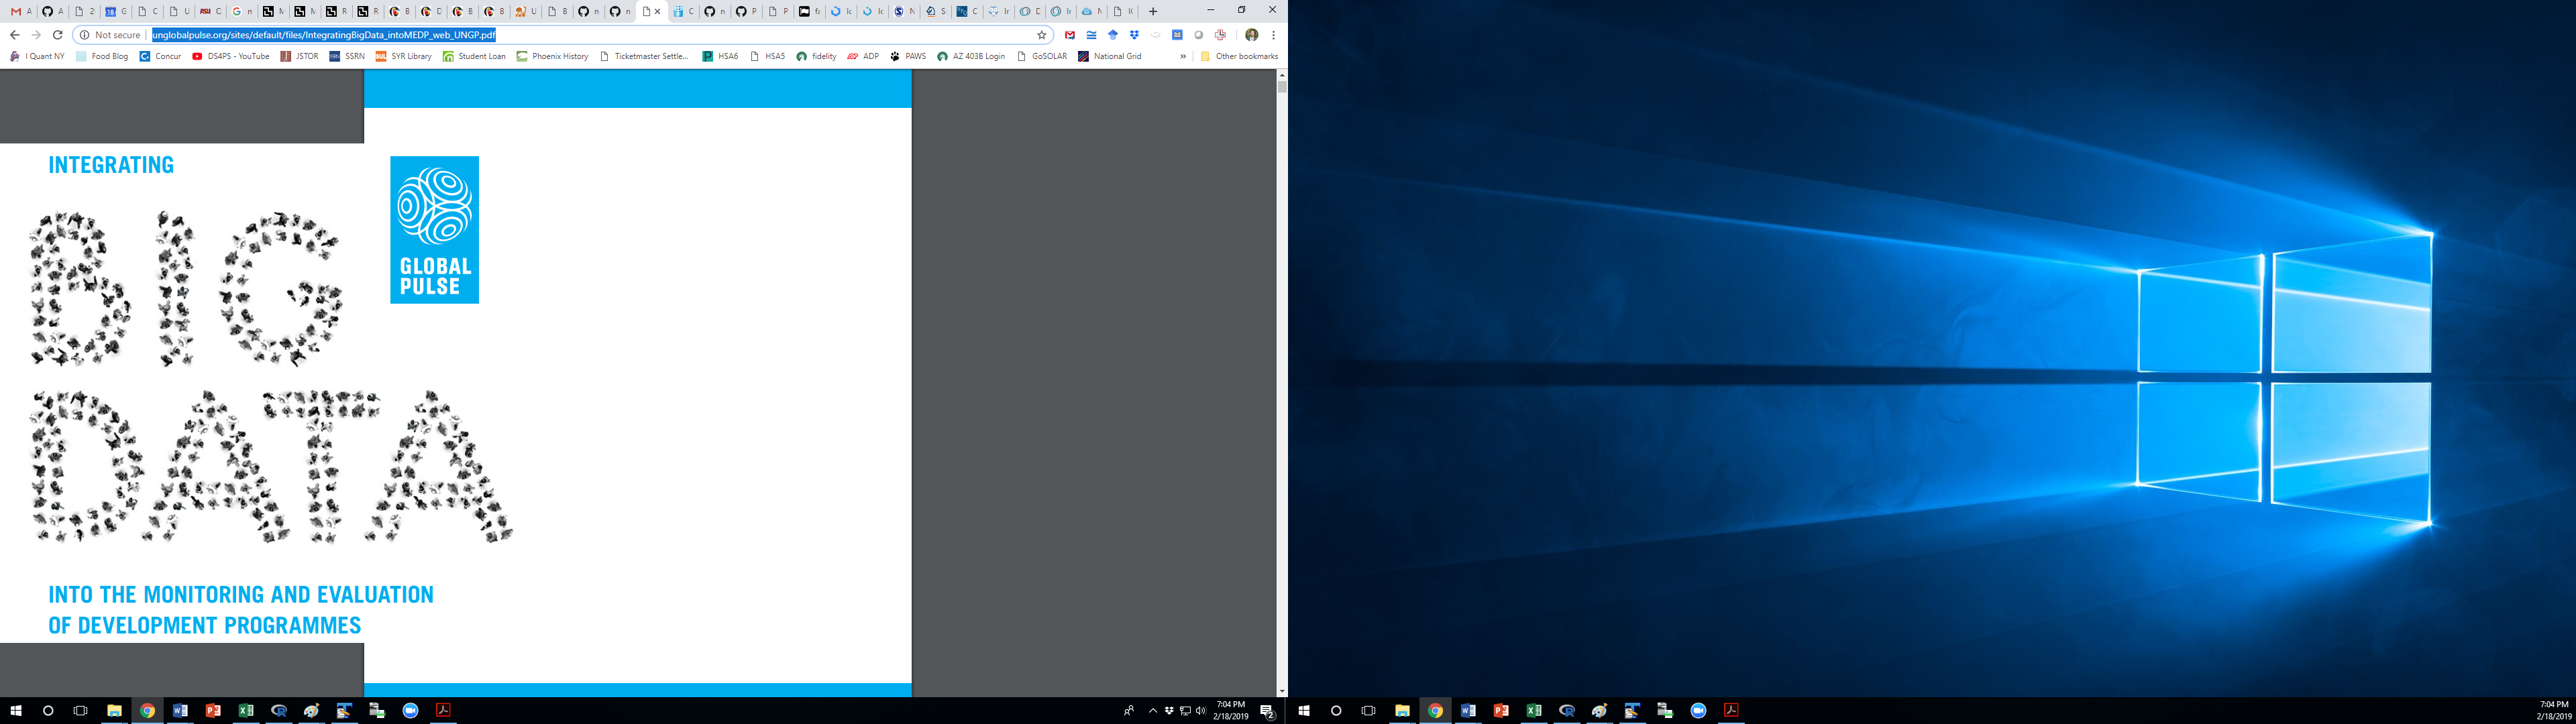 Not secure
unglobalpulse.org/sites/default/files/IntegratingBigData_intoMEDP_web_UNGP.pdf
I Quant NY
Food Blog
Concur
DS4PS - YouTube
JSTOR
SSRN
SYR Library
Student Loan
Phoenix History
Ticketmaster Settle...
HSA6
HSA5
fidelity
ADP
PAWS
AZ 403B Login
GoSOLAR
National Grid
»
Other bookmarks
INTEGRATING
BIG
DATA
GLOBAL
PULSE
INTO THE MONITORING AND EVALUATION
OF DEVELOPMENT PROGRAMMES
7:04 PM
2/18/2019
2
7:04 PM
2/18/2019